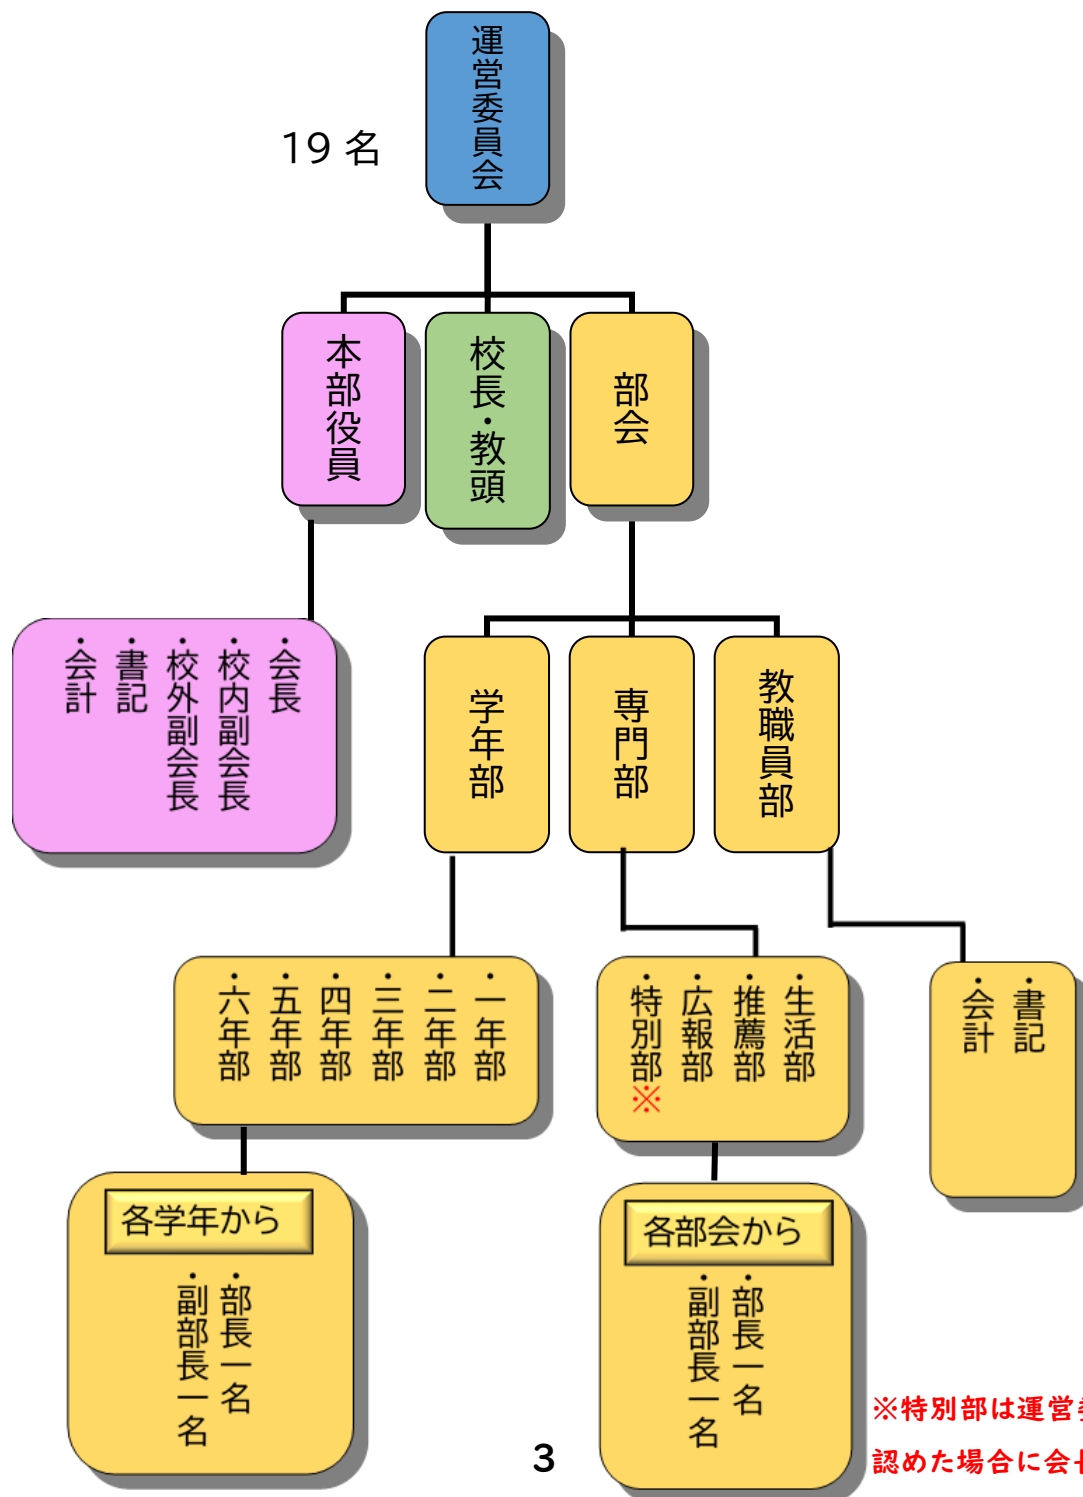 運営委員会
19 名
本部役員
校長・教頭
部会
・会長
・校内副会長
・校外副会長
・書記
・会計
学年部
専門部
教職員部
・一年部
・二年部
・三年部
・四年部
・五年部
・六年部
・生活部
・推薦部
・広報部
・特別部※
・書記
・会計
各学年から
・部長一名
・副部長一名
各部会から
・部長一名
・副部長一名
※特別部は運営
認めた場合に会
3